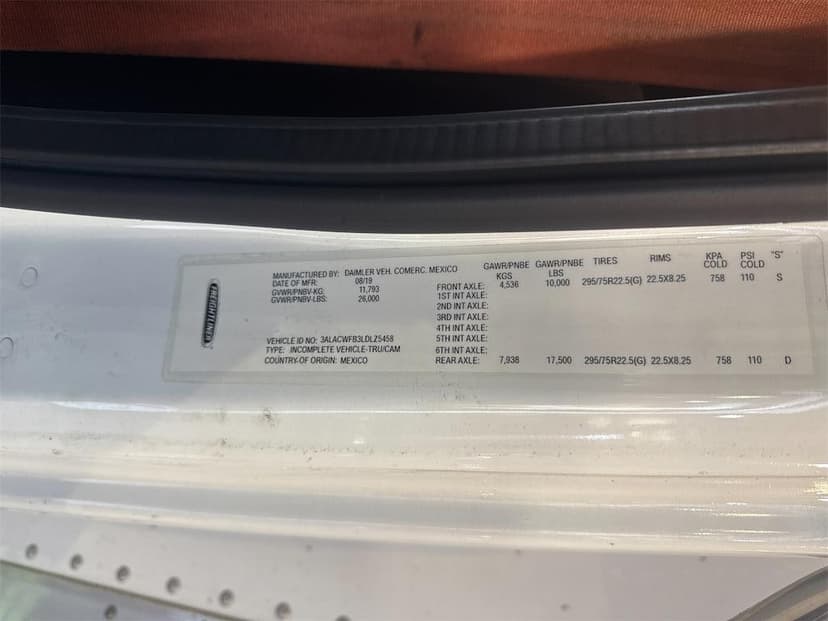 FREIGHTLINER
MANUFACTURED BY: DAIMLER VEH. COMERC. MEXICO
DATE OF MFR: 08/19
GVWR/PNBV-KG: 11,793
GVWR/PNBV-LBS: 26,000
VEHICLE ID NO: 3ALACWFB3LDLZ5458
TYPE: INCOMPLETE VEHICLE-TRU/CAM
COUNTRY-OF ORIGIN: MEXICO
GAWR/PNBE KGS GAWR/PNBE LBS TIRES RIMS KPA COLD PSI COLD "S"
FRONT AXLE: 4,536 10,000 295/75R22.5(G) 22.5X8.25 758 110 S
1ST INT AXLE:
2ND INT AXLE:
3RD INT AXLE:
4TH INT AXLE:
5TH INT AXLE:
6TH INT AXLE:
REAR AXLE: 7,938 17,500 295/75R22.5(G) 22.5X8.25 758 110 D